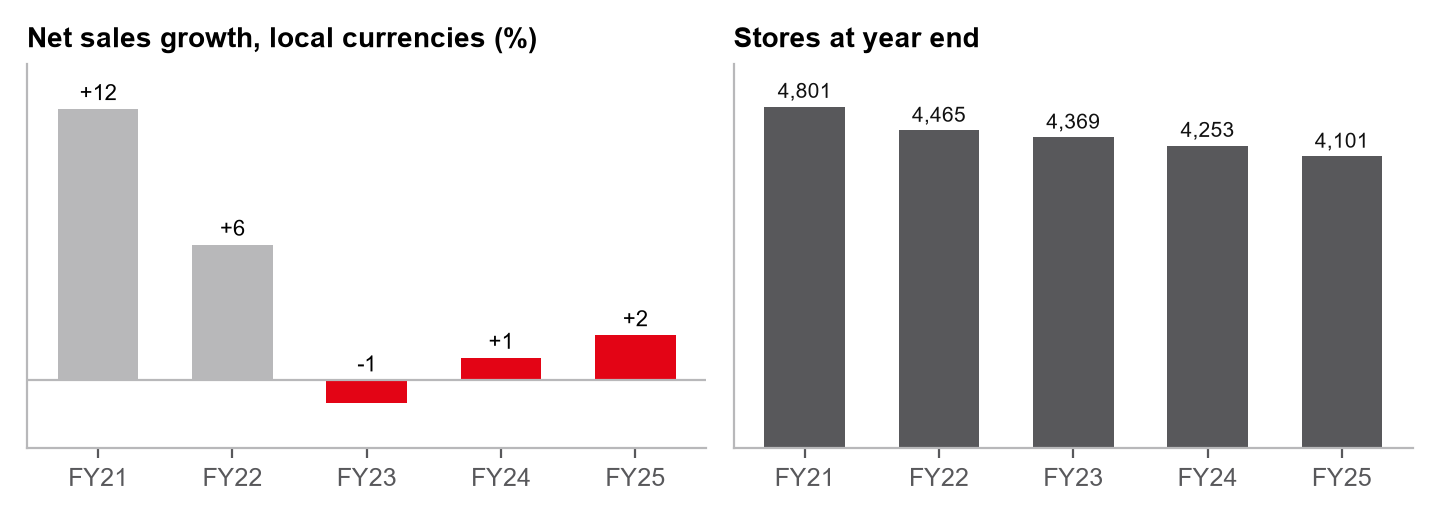 Net sales growth, local currencies (%)
+12
+6
-1
+1
+2
FY21 FY22 FY23 FY24 FY25
Stores at year end
4,801
4,465
4,369
4,253
4,101
FY21 FY22 FY23 FY24 FY25